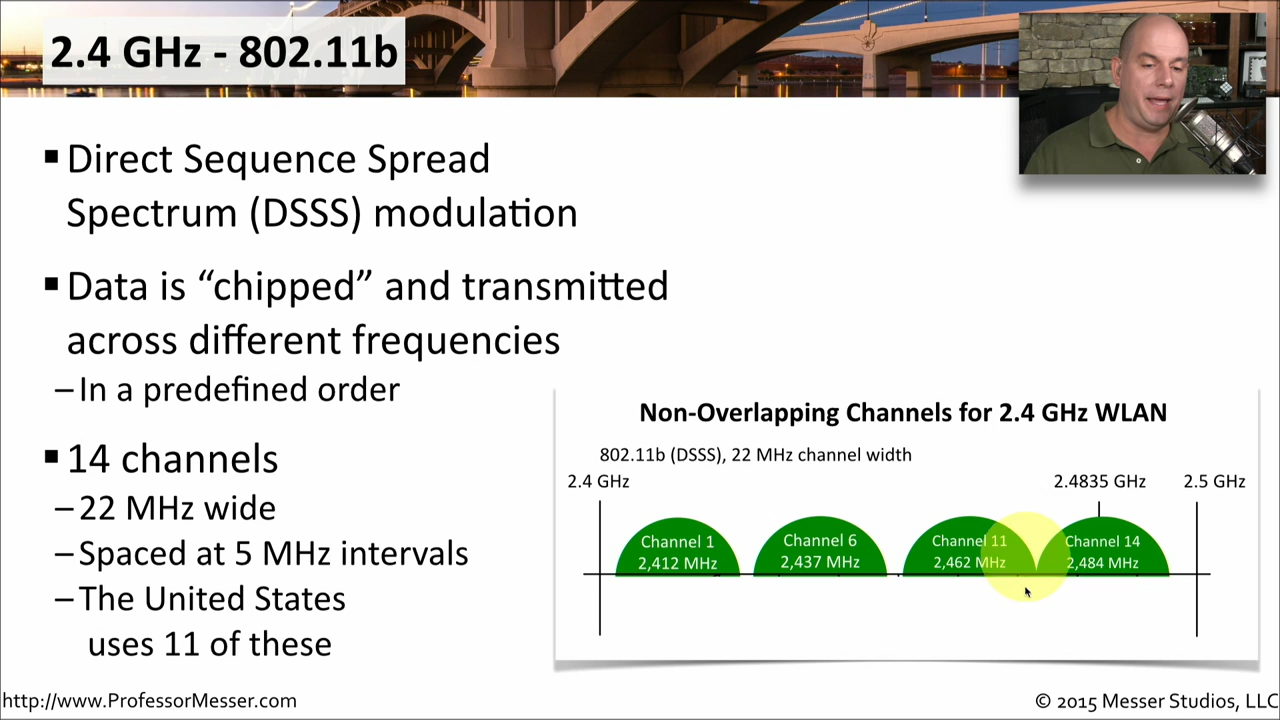 2.4 GHz - 802.11b
▪ Direct Sequence Spread
Spectrum (DSSS) modulation
▪ Data is “chipped” and transmitted
across different frequencies
– In a predefined order
▪ 14 channels
– 22 MHz wide
– Spaced at 5 MHz intervals
– The United States
uses 11 of these
Non-Overlapping Channels for 2.4 GHz WLAN
802.11b (DSSS), 22 MHz channel width
2.4 GHz 2.4835 GHz 2.5 GHz
Channel 1 Channel 6 Channel 11 Channel 14
2,412 MHz 2,437 MHz 2,462 MHz 2,484 MHz
http://www.ProfessorMesser.com © 2015 Messer Studios, LLC